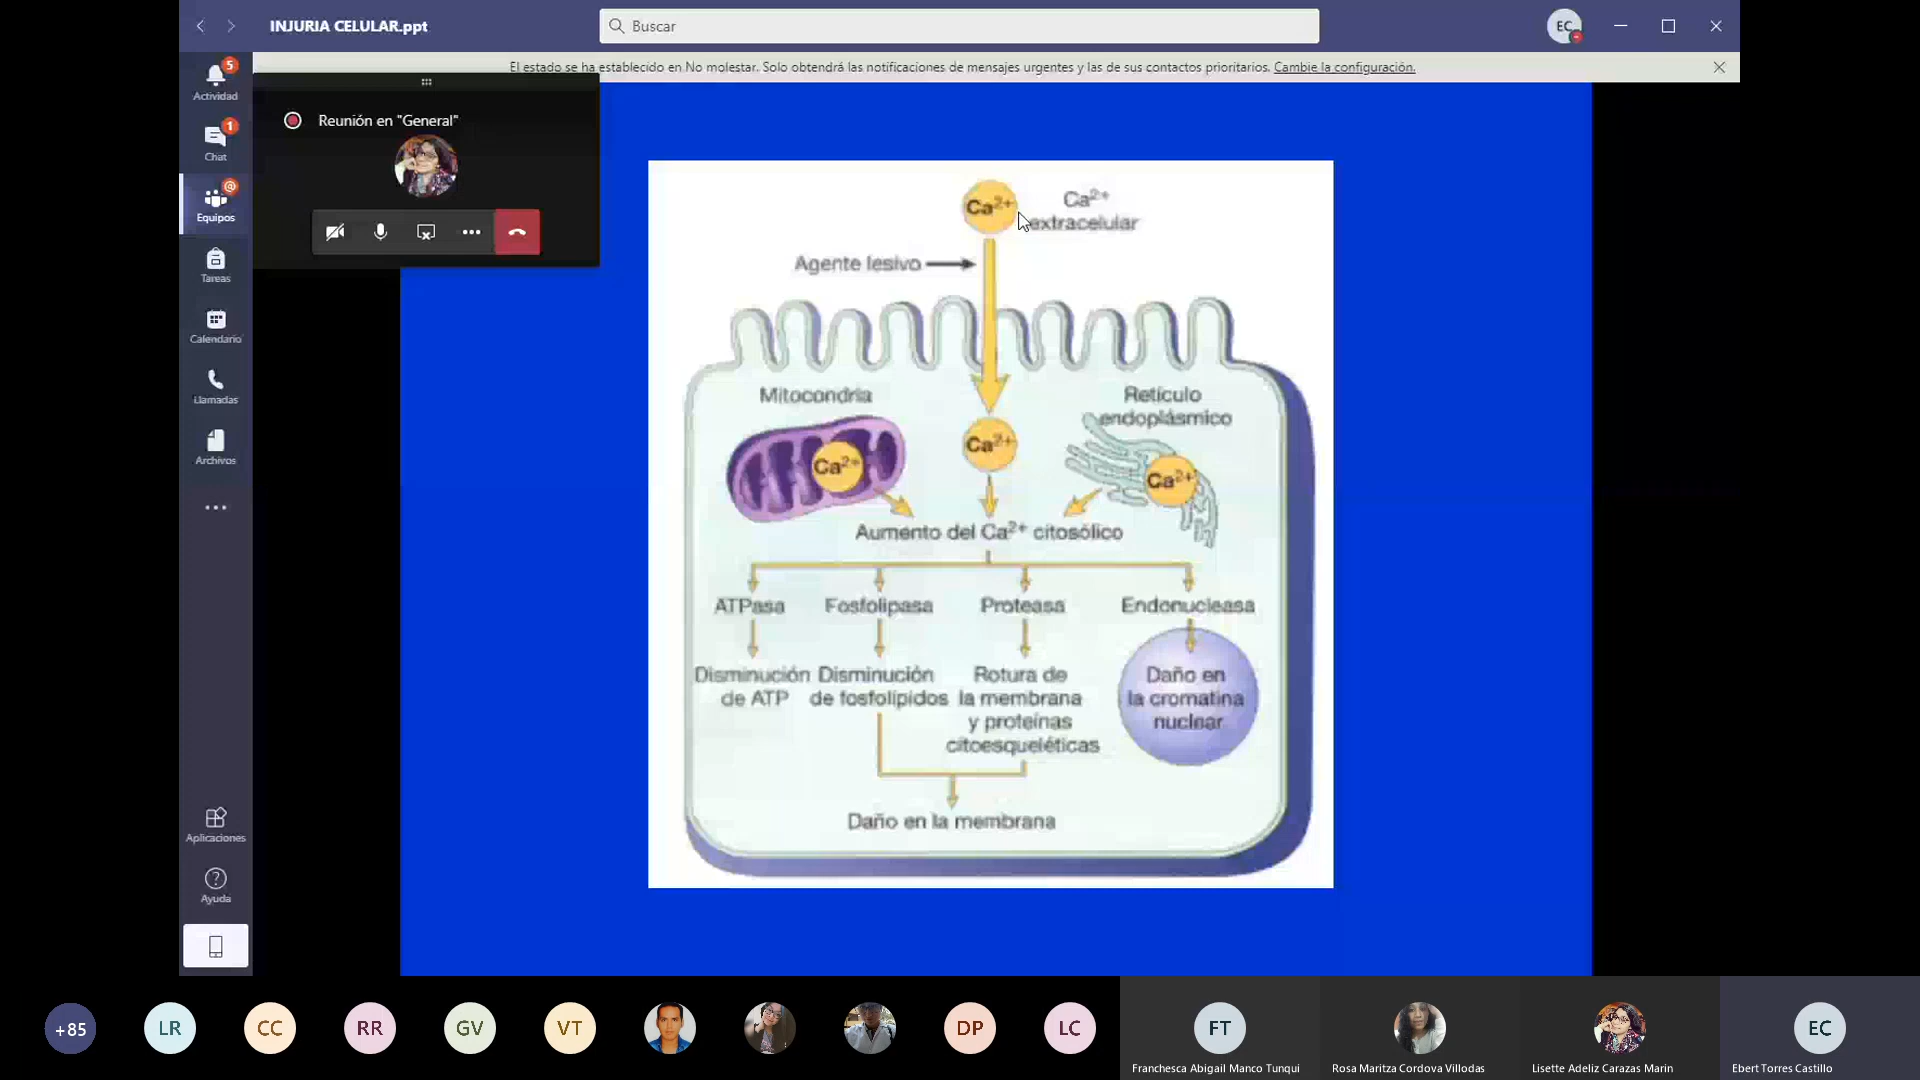 INJURIA CELULAR.ppt
Buscar
EC
El estado se ha establecido en No molestar. Solo obtendrá las notificaciones de mensajes urgentes y las de sus contactos prioritarios. Cambie la configuración.
5
Actividad
1
Chat
@
Equipos
Tareas
Calendario
Llamadas
Archivos
Aplicaciones
Ayuda
Reunión en "General"
Ca²⁺
Ca²⁺
extracelular
Agente lesivo
Mitocondria
Retículo
endoplásmico
Ca²⁺
Ca²⁺
Ca²⁺
Aumento del Ca²⁺ citosólico
ATPasa Fosfolipasa Proteasa Endonucleasa
Disminución
de ATP
Disminución
de fosfolípidos
Rotura de
la membrana
y proteínas
citoesqueléticas
Daño en
la cromatina
nuclear
Daño en la membrana
+85
LR
CC
RR
GV
VT
DP
LC
FT
Franchesca Abigail Manco Tunqui
Rosa Maritza Cordova Villodas
Lisette Adeliz Carazas Marin
EC
Ebert Torres Castillo